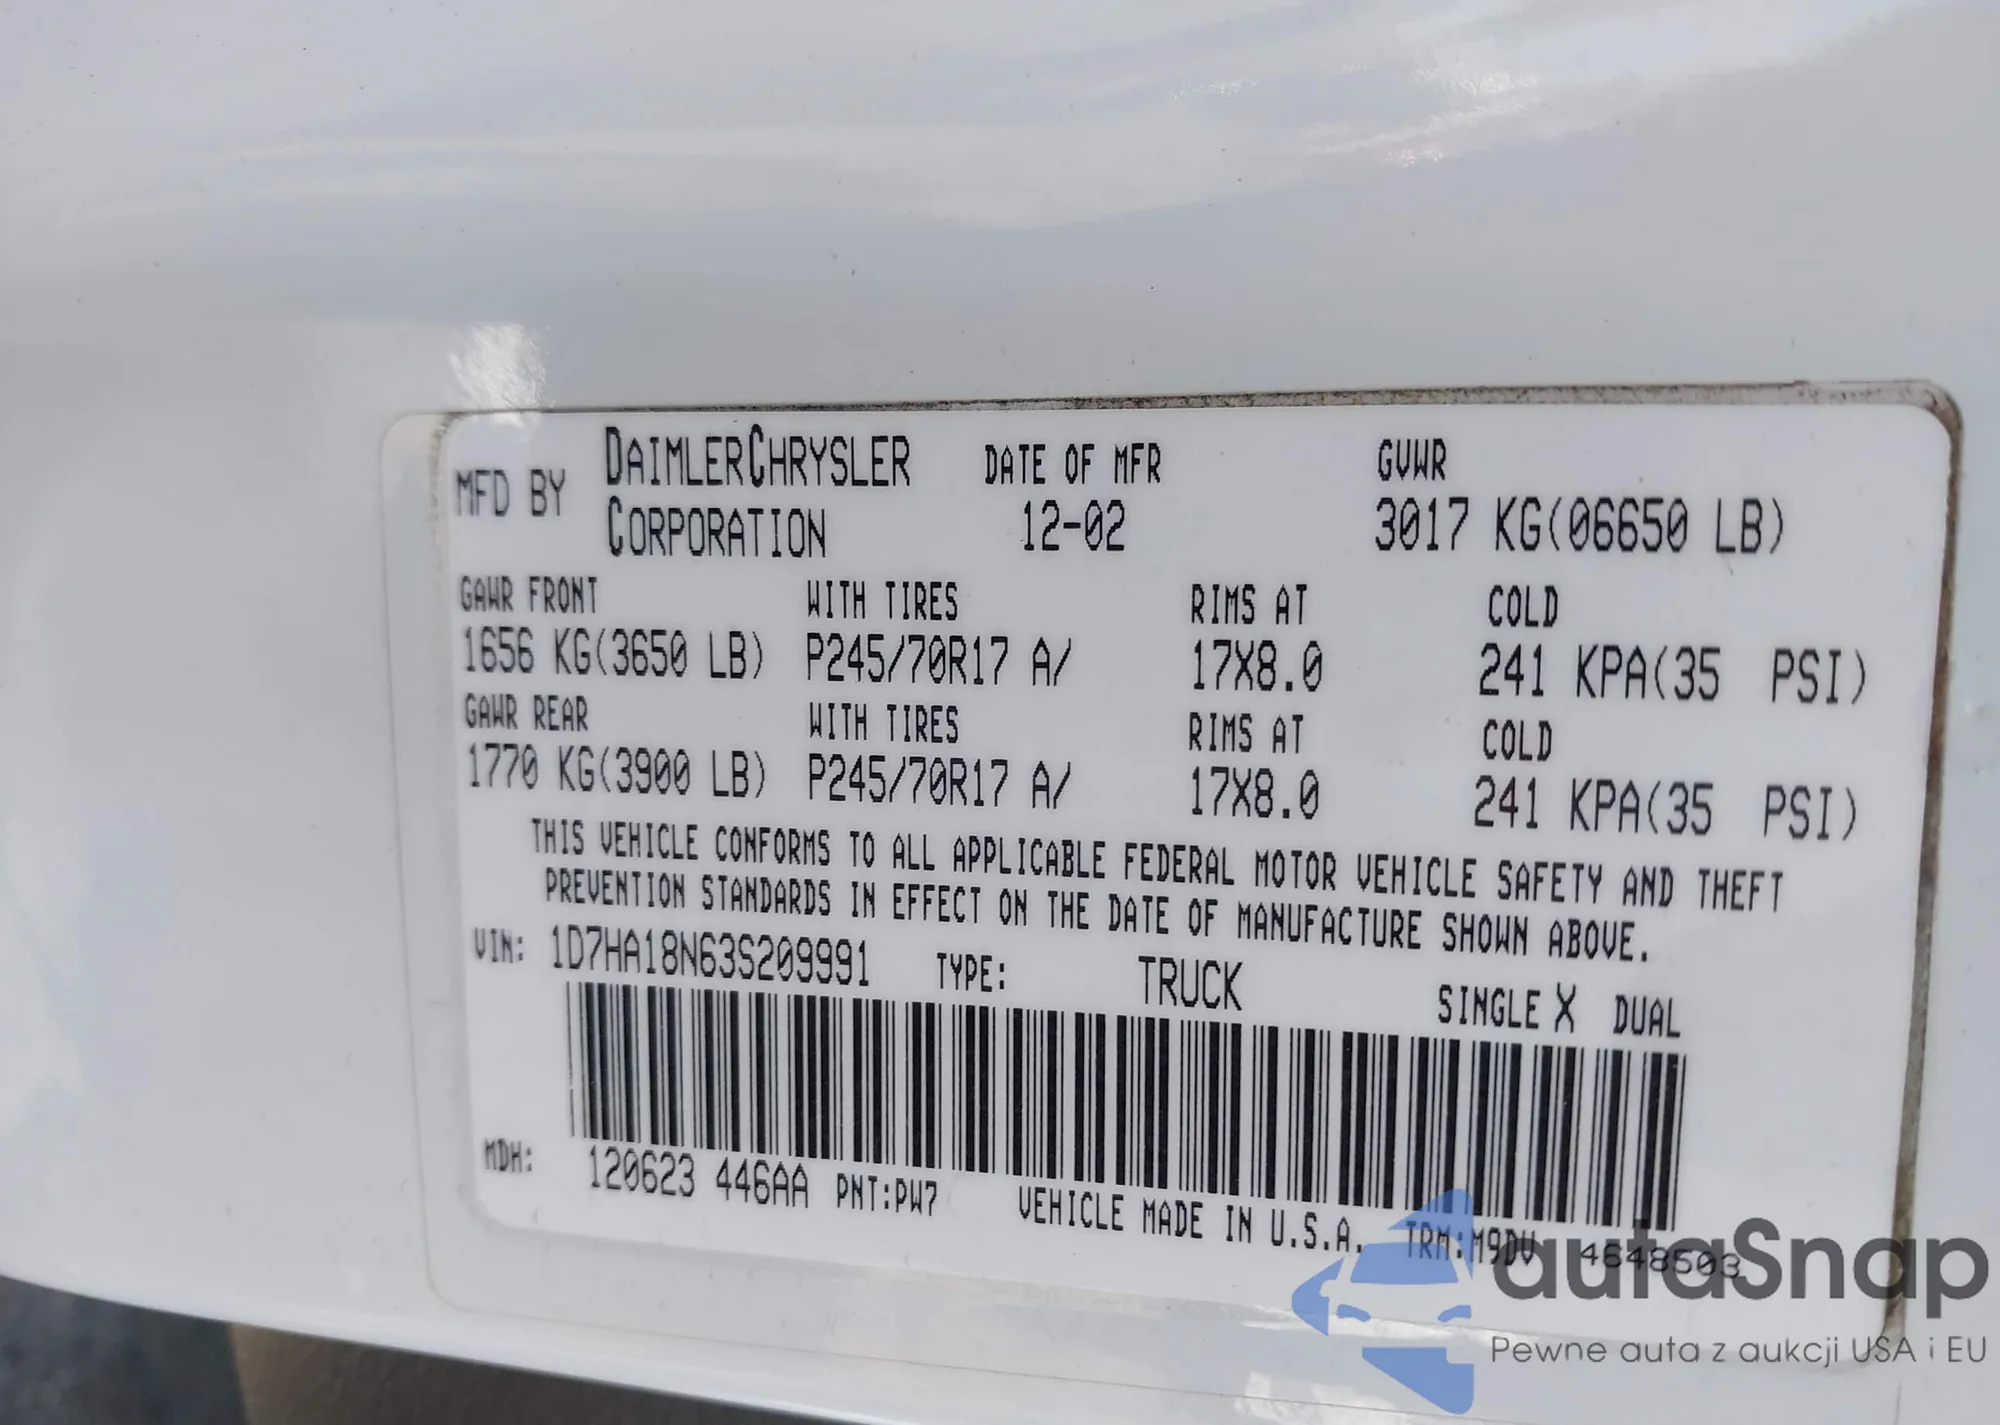 MFD BY DAIMLERCHRYSLER CORPORATION DATE OF MFR 12-02 GVWR 3017 KG(06650 LB)
GAWR FRONT WITH TIRES RIMS AT COLD
1656 KG(3650 LB) P245/70R17 A/ 17X8.0 241 KPA(35 PSI)
GAWR REAR WITH TIRES RIMS AT COLD
1770 KG(3900 LB) P245/70R17 A/ 17X8.0 241 KPA(35 PSI)
THIS VEHICLE CONFORMS TO ALL APPLICABLE FEDERAL MOTOR VEHICLE SAFETY AND THEFT
PREVENTION STANDARDS IN EFFECT ON THE DATE OF MANUFACTURE SHOWN ABOVE.
VIN: 1D7HA18N63S209991 TYPE: TRUCK SINGLE X DUAL
MDH: 120623 446AA PNT:PW7 VEHICLE MADE IN U.S.A. TRM:M9DV 4648503
autaSnap
Pewne auta z aukcji USA i EU